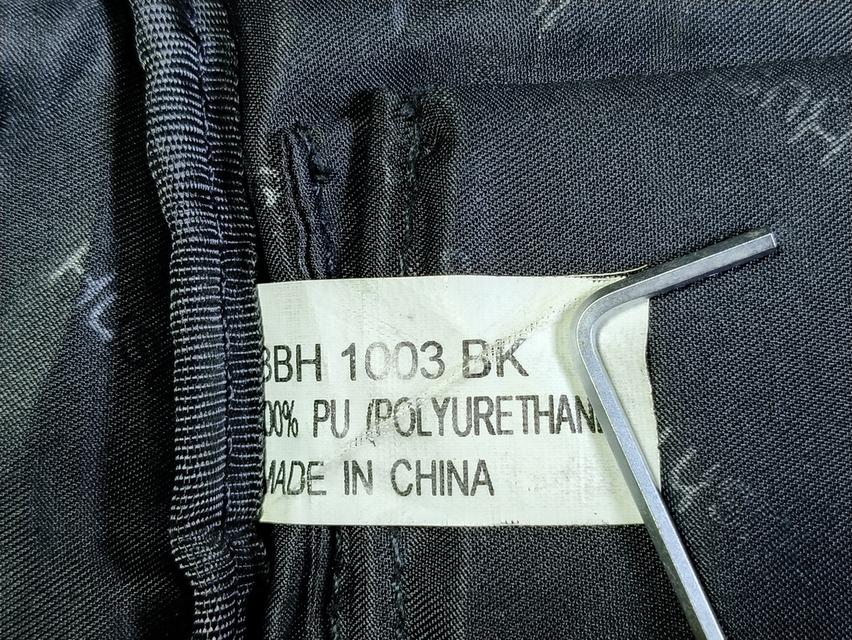 BBH 1003 BK
00% PU (POLYURETHAN
MADE IN CHINA